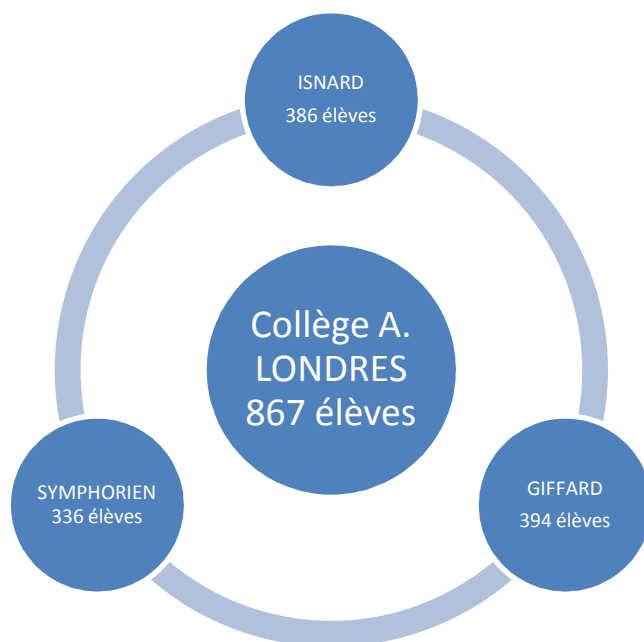 ISNARD
386 élèves
Collège A.
LONDRES
867 élèves
SYMPHORIEN
336 élèves
GIFFARD
394 élèves